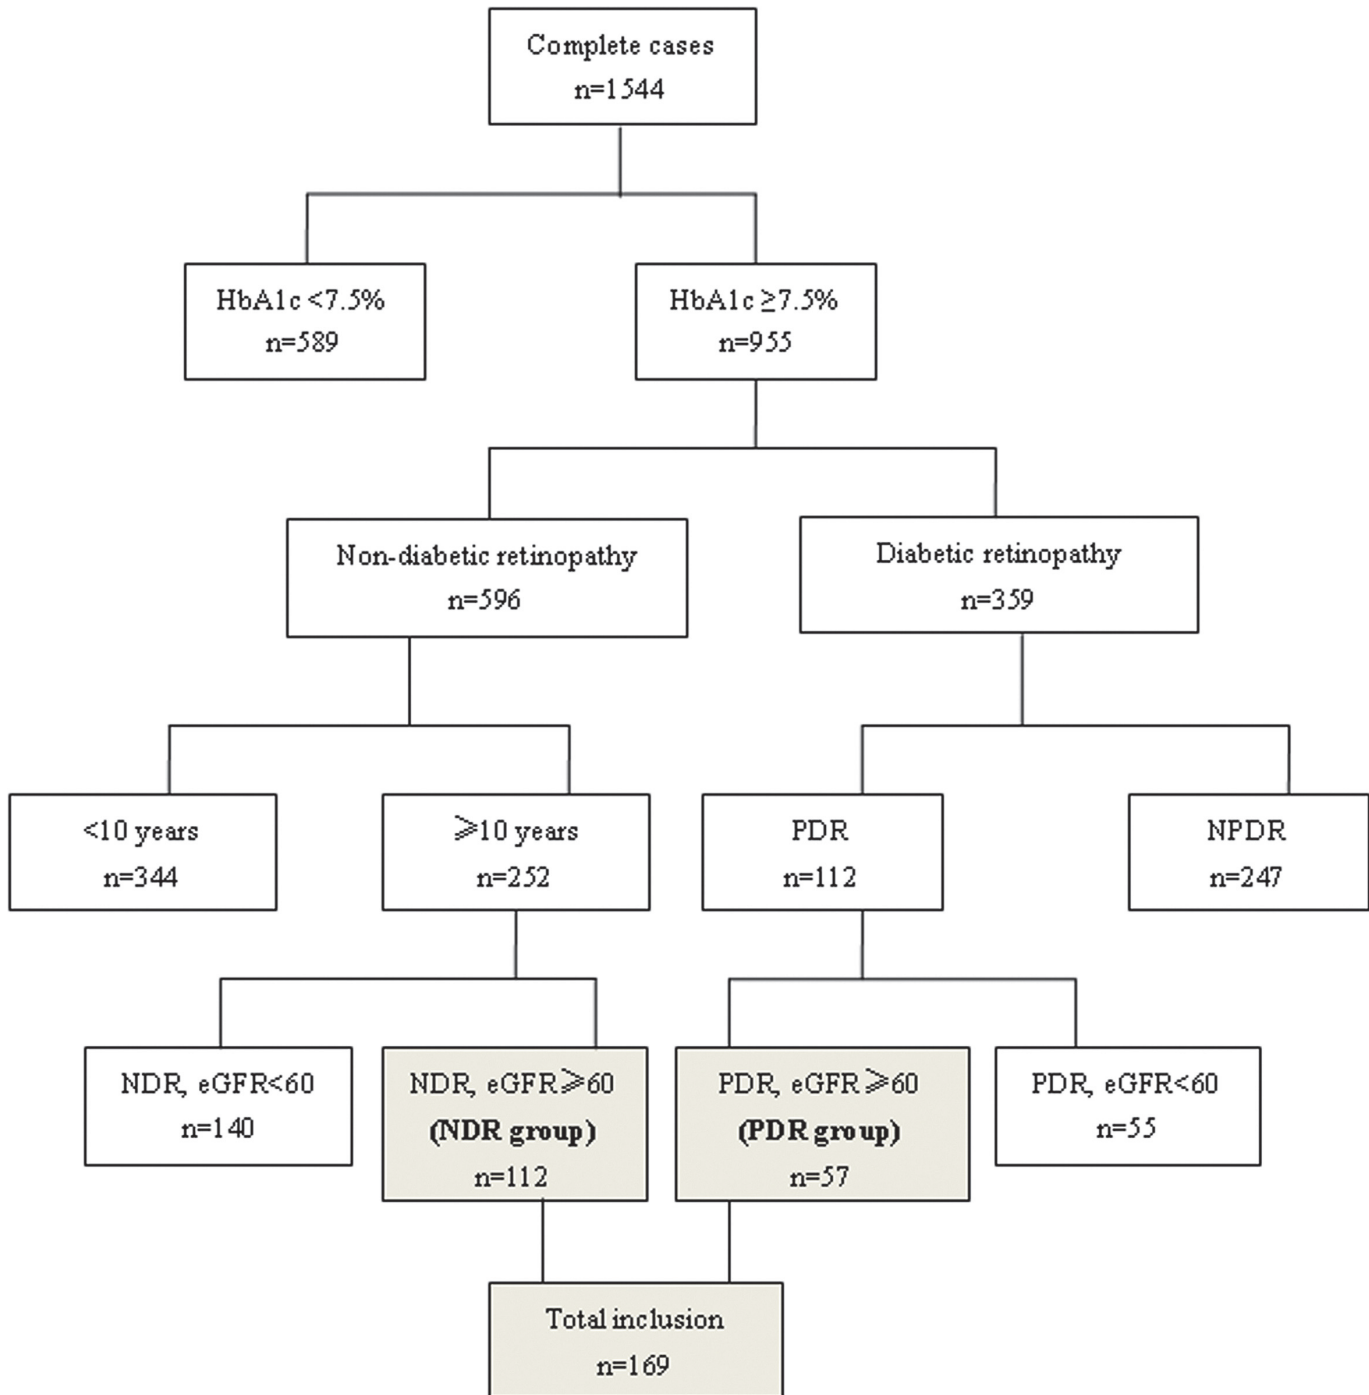 Complete cases
n=1544
HbA1c <7.5%
n=589
HbA1c ≥7.5%
n=955
Non-diabetic retinopathy
n=596
Diabetic retinopathy
n=359
<10 years
n=344
⩾10 years
n=252
PDR
n=112
NPDR
n=247
NDR, eGFR<60
n=140
NDR, eGFR⩾60
(NDR group)
n=112
PDR, eGFR⩾60
(PDR group)
n=57
PDR, eGFR<60
n=55
Total inclusion
n=169